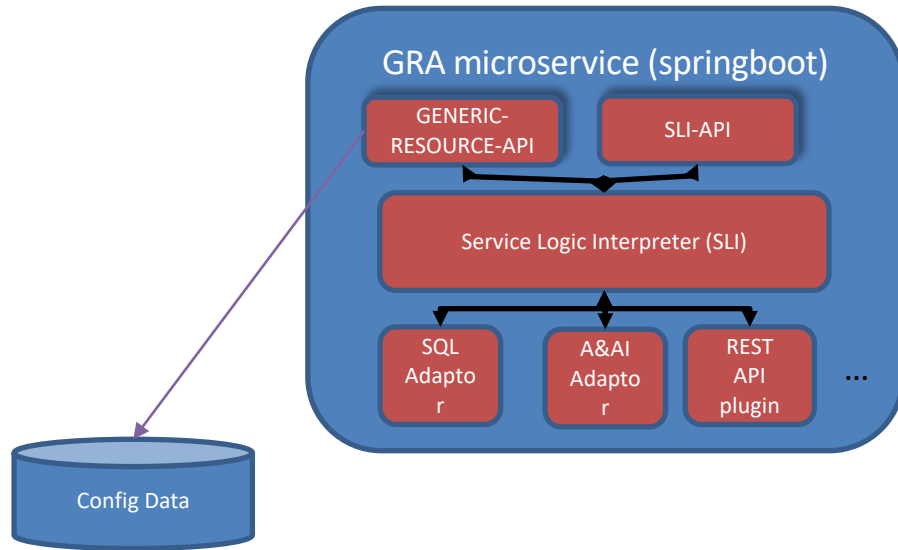 GRA microservice (springboot)
GENERIC-
RESOURCE-API
SLI-API
Service Logic Interpreter (SLI)
SQL
Adapto
r
A&AI
Adapto
r
REST
API
plugin
...
Config Data